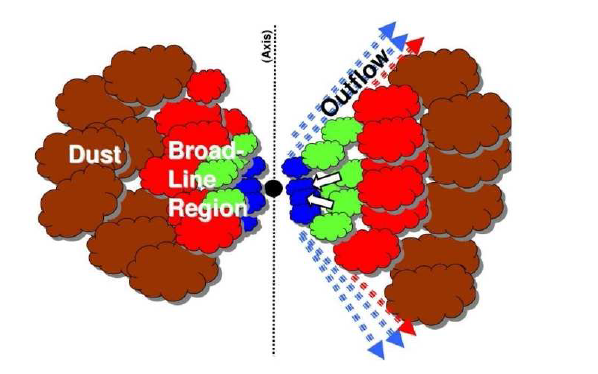 (Axis)
Outflow
Dust
Broad-
Line
Region